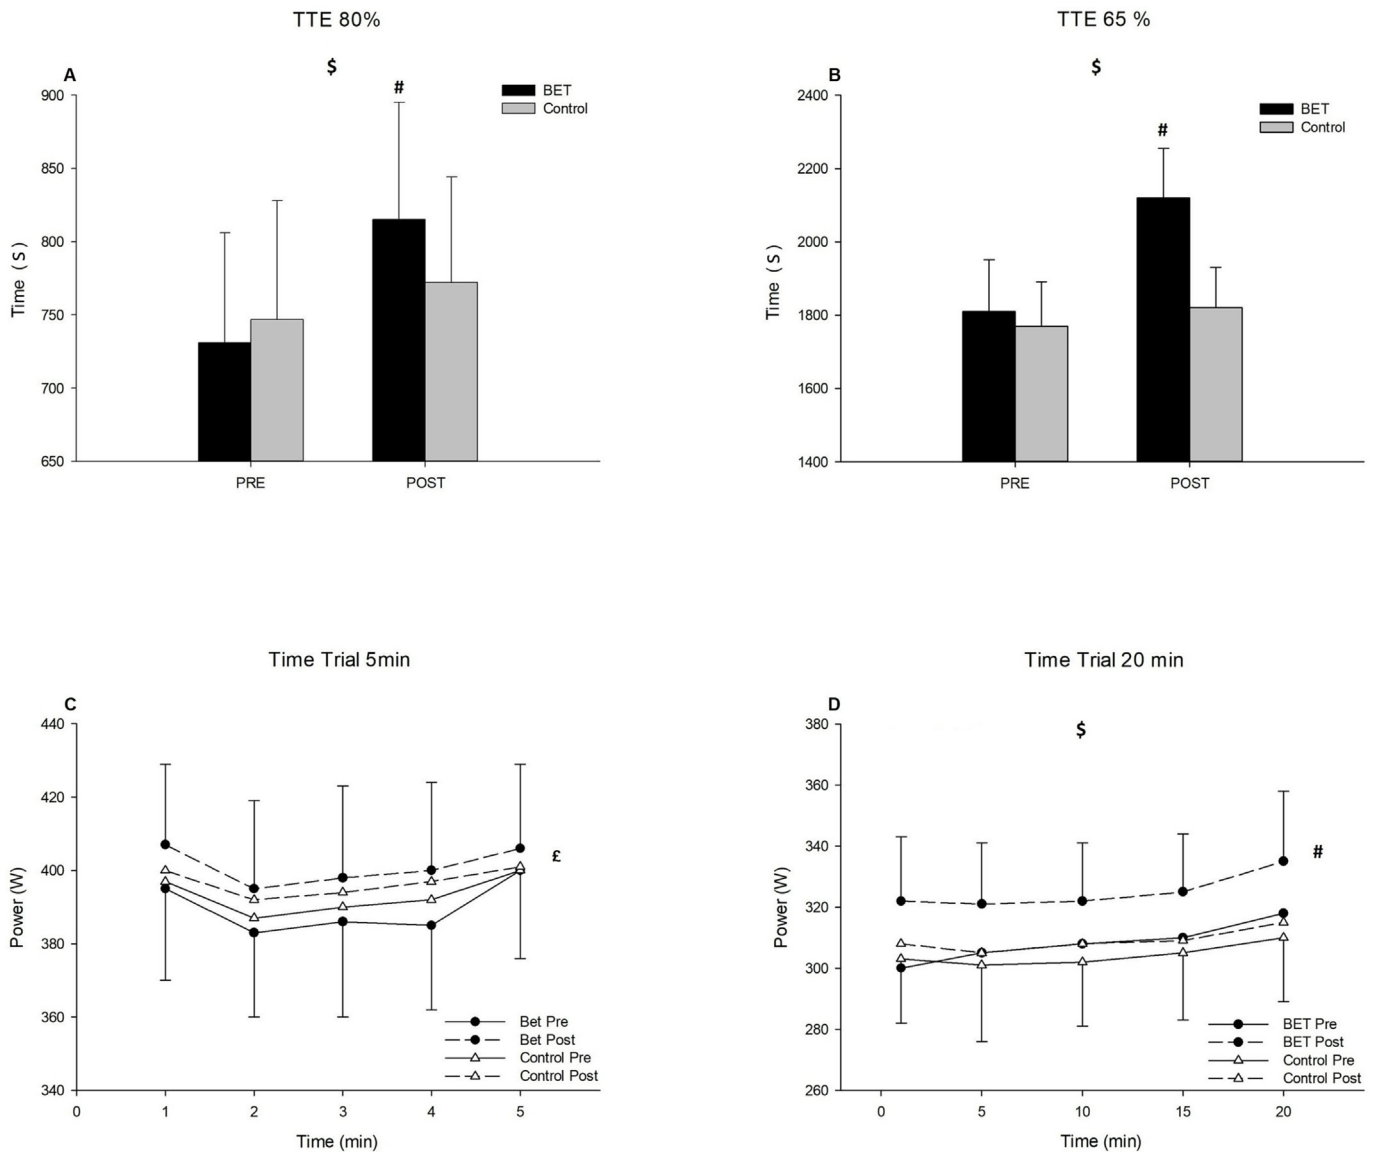 TTE 80%
A
$
#
BET
Control
900
850
800
750
700
650
Time (S)
PRE
POST
TTE 65 %
B
$
#
BET
Control
2400
2200
2000
1800
1600
1400
Time (S)
PRE
POST
Time Trial 5min
C
440
420
400
380
360
340
Power (W)
£
Bet Pre
Bet Post
Control Pre
Control Post
0 1 2 3 4 5
Time (min)
Time Trial 20 min
D
$
380
360
340
320
300
280
260
Power (W)
#
BET Pre
BET Post
Control Pre
Control Post
0 5 10 15 20
Time (min)